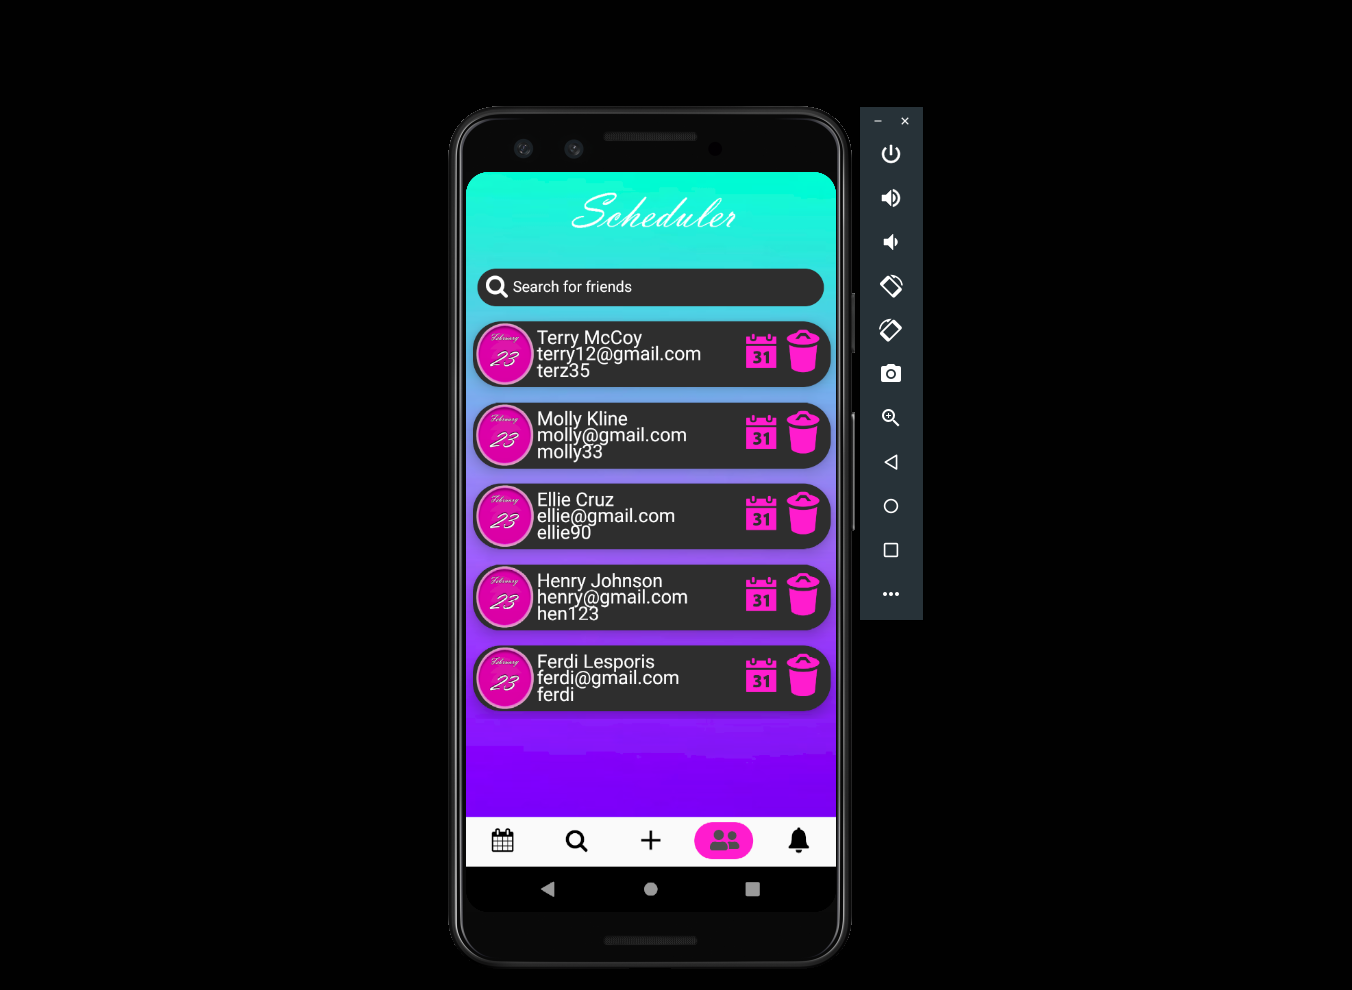 Scheduler
Search for friends
February
23
Terry McCoy
terry12@gmail.com
terz35
31
February
23
Molly Kline
molly@gmail.com
molly33
31
February
23
Ellie Cruz
ellie@gmail.com
ellie90
31
February
23
Henry Johnson
henry@gmail.com
hen123
31
February
23
Ferdi Lesporis
ferdi@gmail.com
ferdi
31